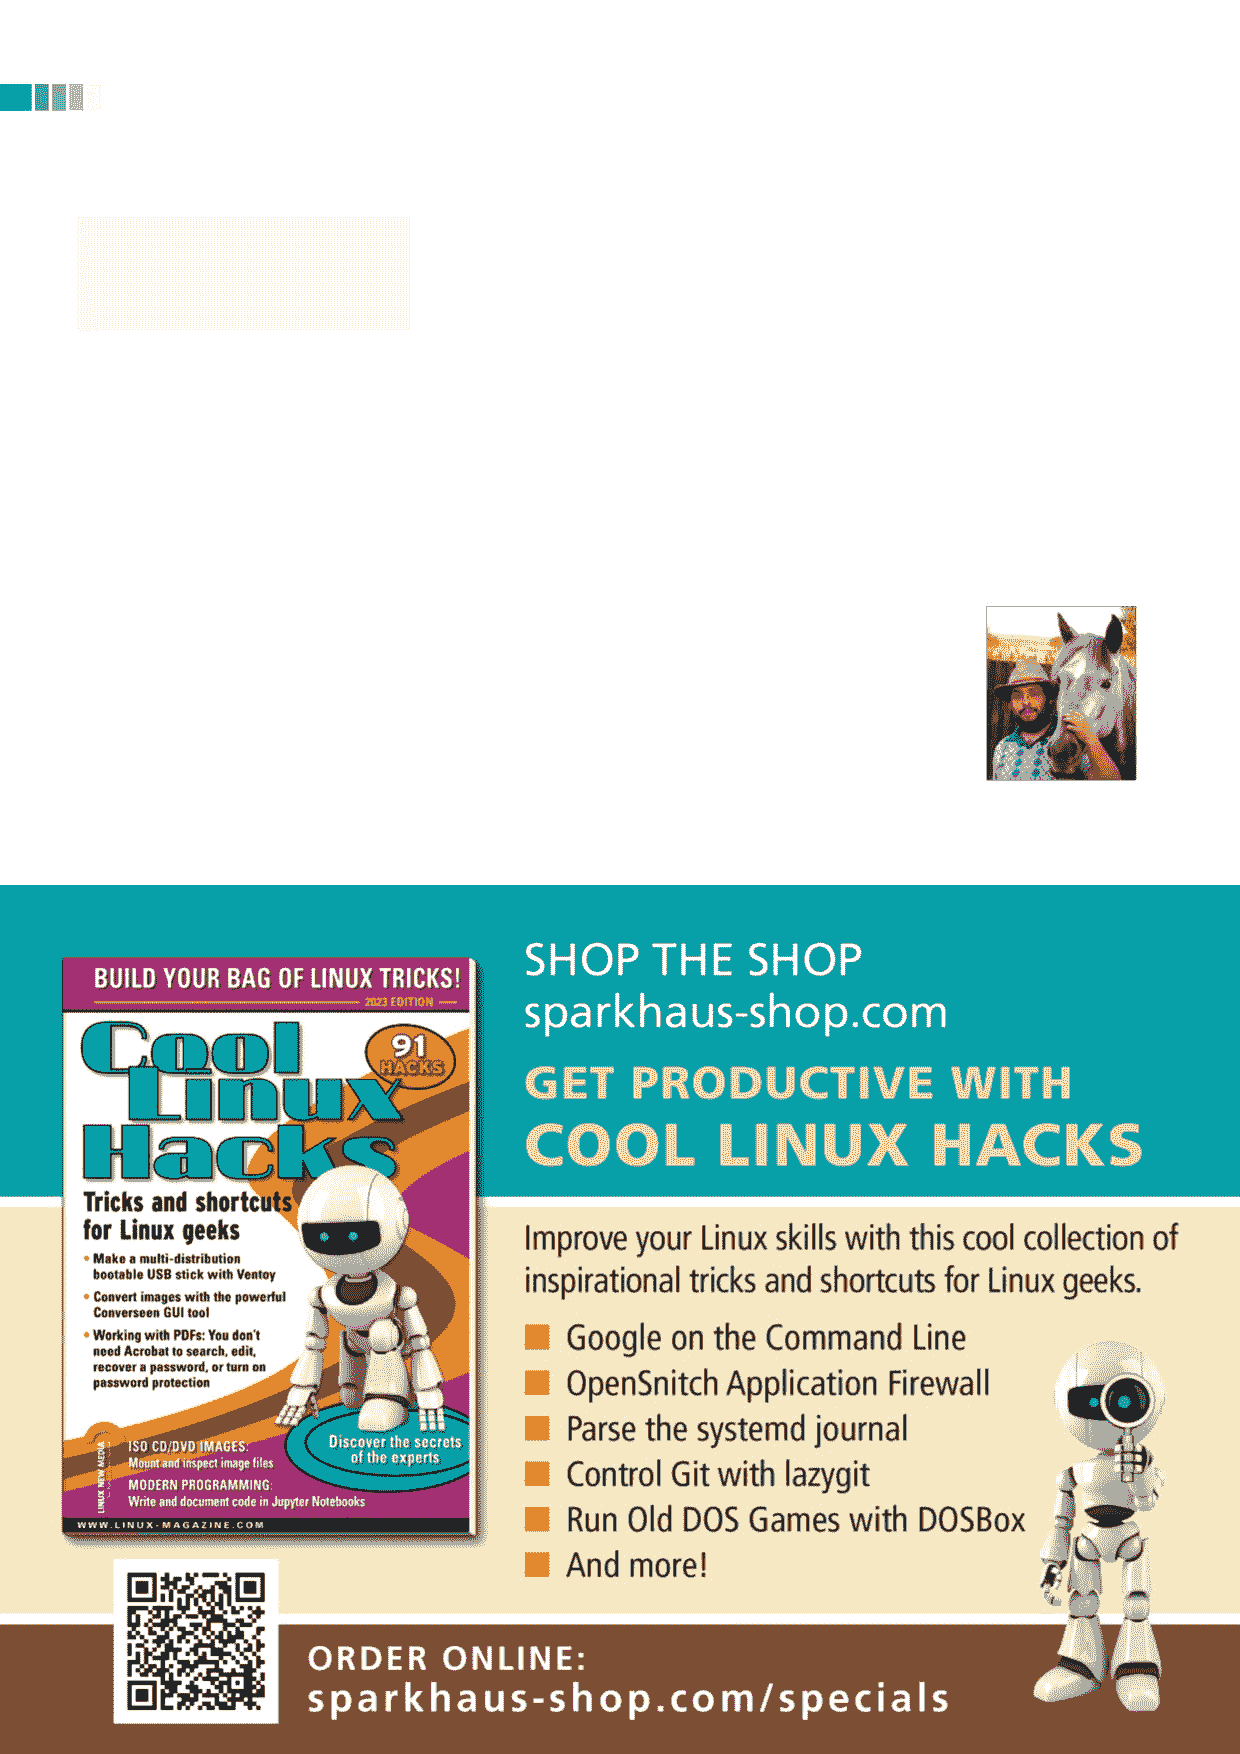 SHOP THE SHOP
sparkhaus-shop.com
GET PRODUCTIVE WITH
COOL LINUX HACKS
BUILD YOUR BAG OF LINUX TRICKS!
2023 EDITION
Cool
Linux
Hacks
91
HACKS
Tricks and shortcuts
for Linux geeks
• Make a multi-distribution
bootable USB stick with Ventoy
• Convert images with the powerful
Converseen GUI tool
• Working with PDFs: You don't
need Acrobat to search, edit,
recover a password, or turn on
password protection
Discover the secrets
of the experts
LINUX NEW MEDIA
ISO CD/DVD IMAGES:
Mount and inspect image files
MODERN PROGRAMMING:
Write and document code in Jupyter Notebooks
WWW.LINUX-MAGAZINE.COM
Improve your Linux skills with this cool collection of
inspirational tricks and shortcuts for Linux geeks.
Google on the Command Line
OpenSnitch Application Firewall
Parse the systemd journal
Control Git with lazygit
Run Old DOS Games with DOSBox
And more!
ORDER ONLINE:
sparkhaus-shop.com/specials